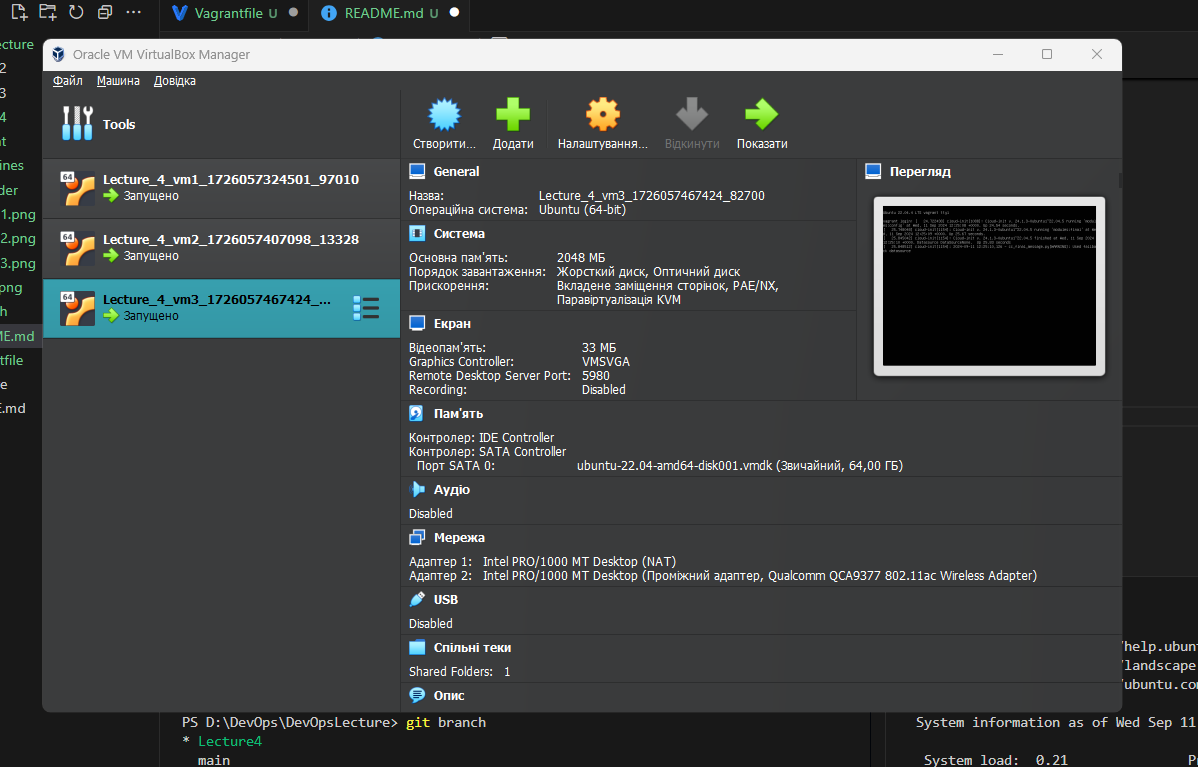 Vagrantfile U
README.md U
ecture
2
3
4
nt
ines
der
1.png
2.png
3.png
png
h
ME.md
tfile
e
E.md
Oracle VM VirtualBox Manager
Файл Машина Довідка
Tools
Створити... Додати Налаштування... Відкинути Показати
64
Lecture_4_vm1_1726057324501_97010
Запущено
64
Lecture_4_vm2_1726057407098_13328
Запущено
64
Lecture_4_vm3_1726057467424_...
Запущено
General
Назва: Lecture_4_vm3_1726057467424_82700
Операційна система: Ubuntu (64-bit)
Система
Основна пам'ять: 2048 МБ
Порядок завантаження: Жорсткий диск, Оптичний диск
Прискорення: Вкладене заміщення сторінок, PAE/NX,
Паравіртуалізація KVM
Екран
Відеопам'ять: 33 МБ
Graphics Controller: VMSVGA
Remote Desktop Server Port: 5980
Recording: Disabled
Перегляд
Пам'ять
Контролер: IDE Controller
Контролер: SATA Controller
Порт SATA 0: ubuntu-22.04-amd64-disk001.vmdk (Звичайний, 64,00 ГБ)
Аудіо
Disabled
Мережа
Адаптер 1: Intel PRO/1000 MT Desktop (NAT)
Адаптер 2: Intel PRO/1000 MT Desktop (Проміжний адаптер, Qualcomm QCA9377 802.11ac Wireless Adapter)
USB
Disabled
Спільні теки
Shared Folders: 1
Опис
PS D:\DevOps\DevOpsLecture> git branch
* Lecture4
main
/help.ubun
/landscape
/ubuntu.co
System information as of Wed Sep 11
System load: 0.21 P